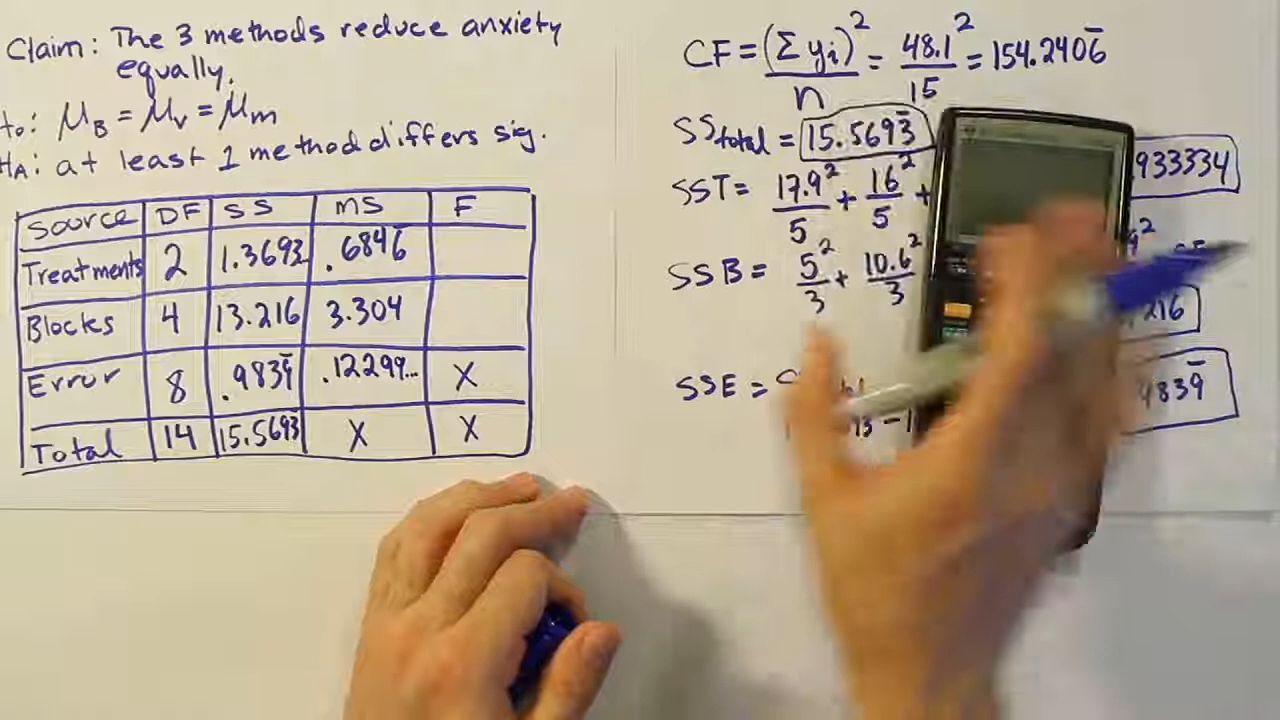 Claim: The 3 methods reduce anxiety
equally.
Ho: μB = μv = μm
HA: at least 1 method differs sig.
Source DF SS MS F
Treatments 2 1.3693 .6846̄
Blocks 4 13.216 3.304
Error 8 .9839̄ .12299... X
Total 14 15.5693 X X
CF = (Σyi)² / n = 48.1² / 15 = 154.2406̄
SStotal = 15.5693̄
SST = 17.9²/5 + 16²/5 + 933334
SSB = 5²/3 + 10.6²/3
216
SSE =
9839̄